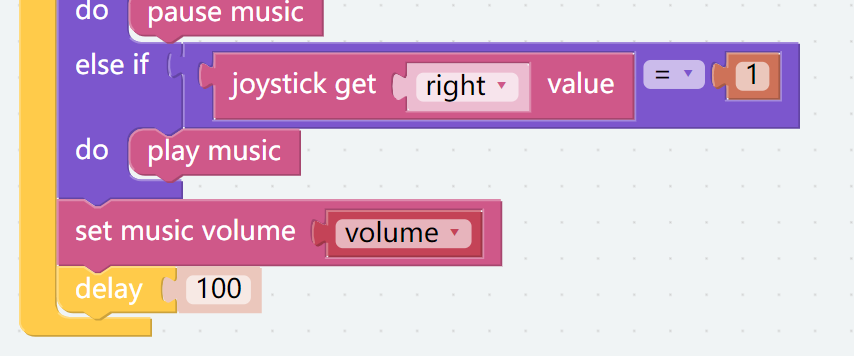 do pause music
else if joystick get right value = 1
do play music
set music volume volume
delay 100